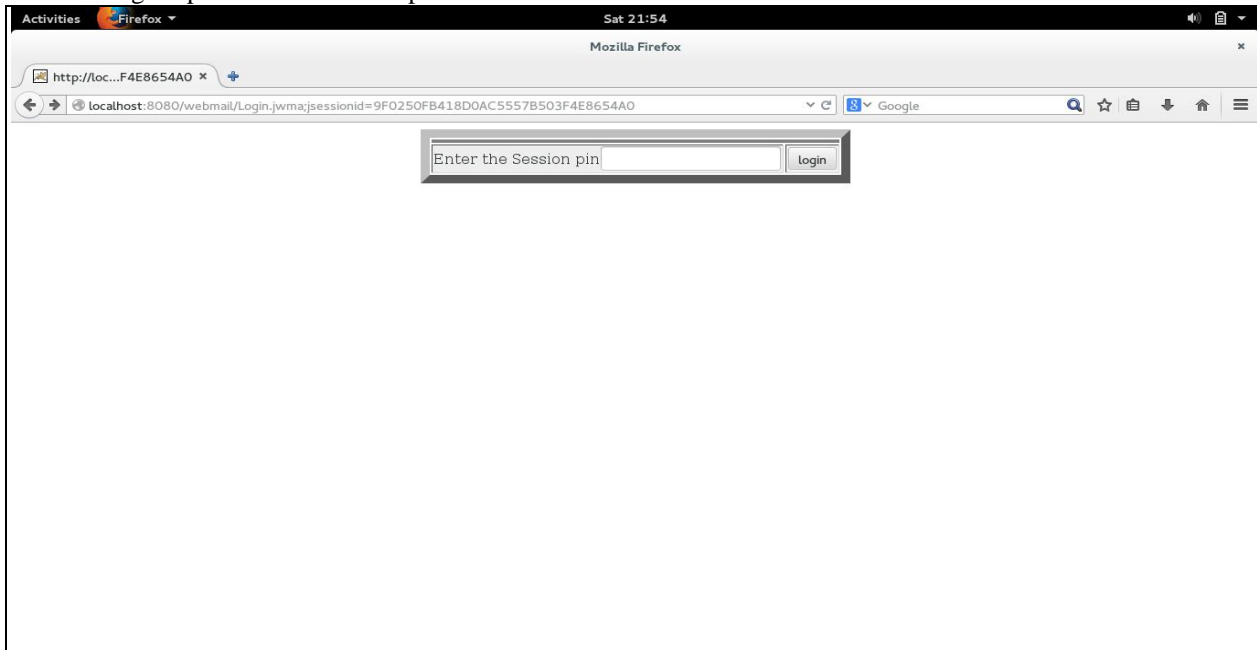 Activities Firefox Sat 21:54
Mozilla Firefox
http://loc...F4E8654A0
localhost:8080/webmail/Login.jwma;jsessionid=9F0250FB418D0AC5557B503F4E8654A0 Google
Enter the Session pin login